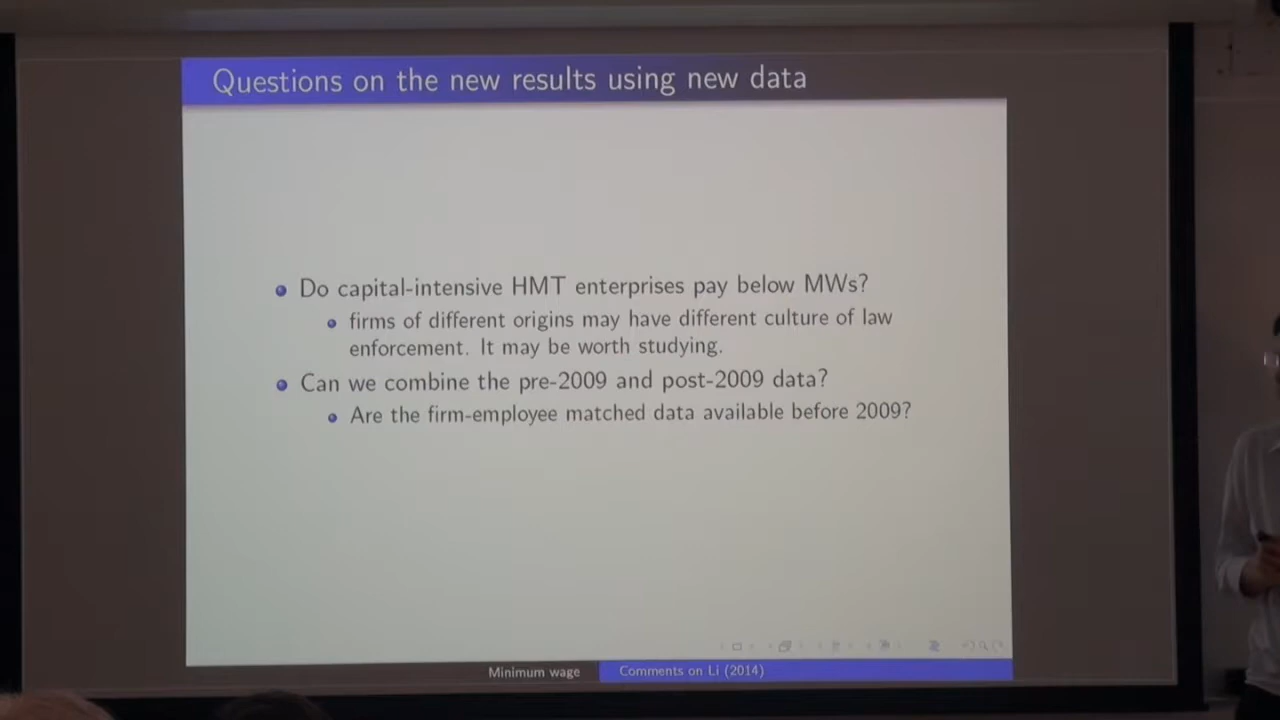 Questions on the new results using new data
Do capital-intensive HMT enterprises pay below MWs?
firms of different origins may have different culture of law
enforcement. It may be worth studying.
Can we combine the pre-2009 and post-2009 data?
Are the firm-employee matched data available before 2009?
Minimum wage
Comments on Li (2014)